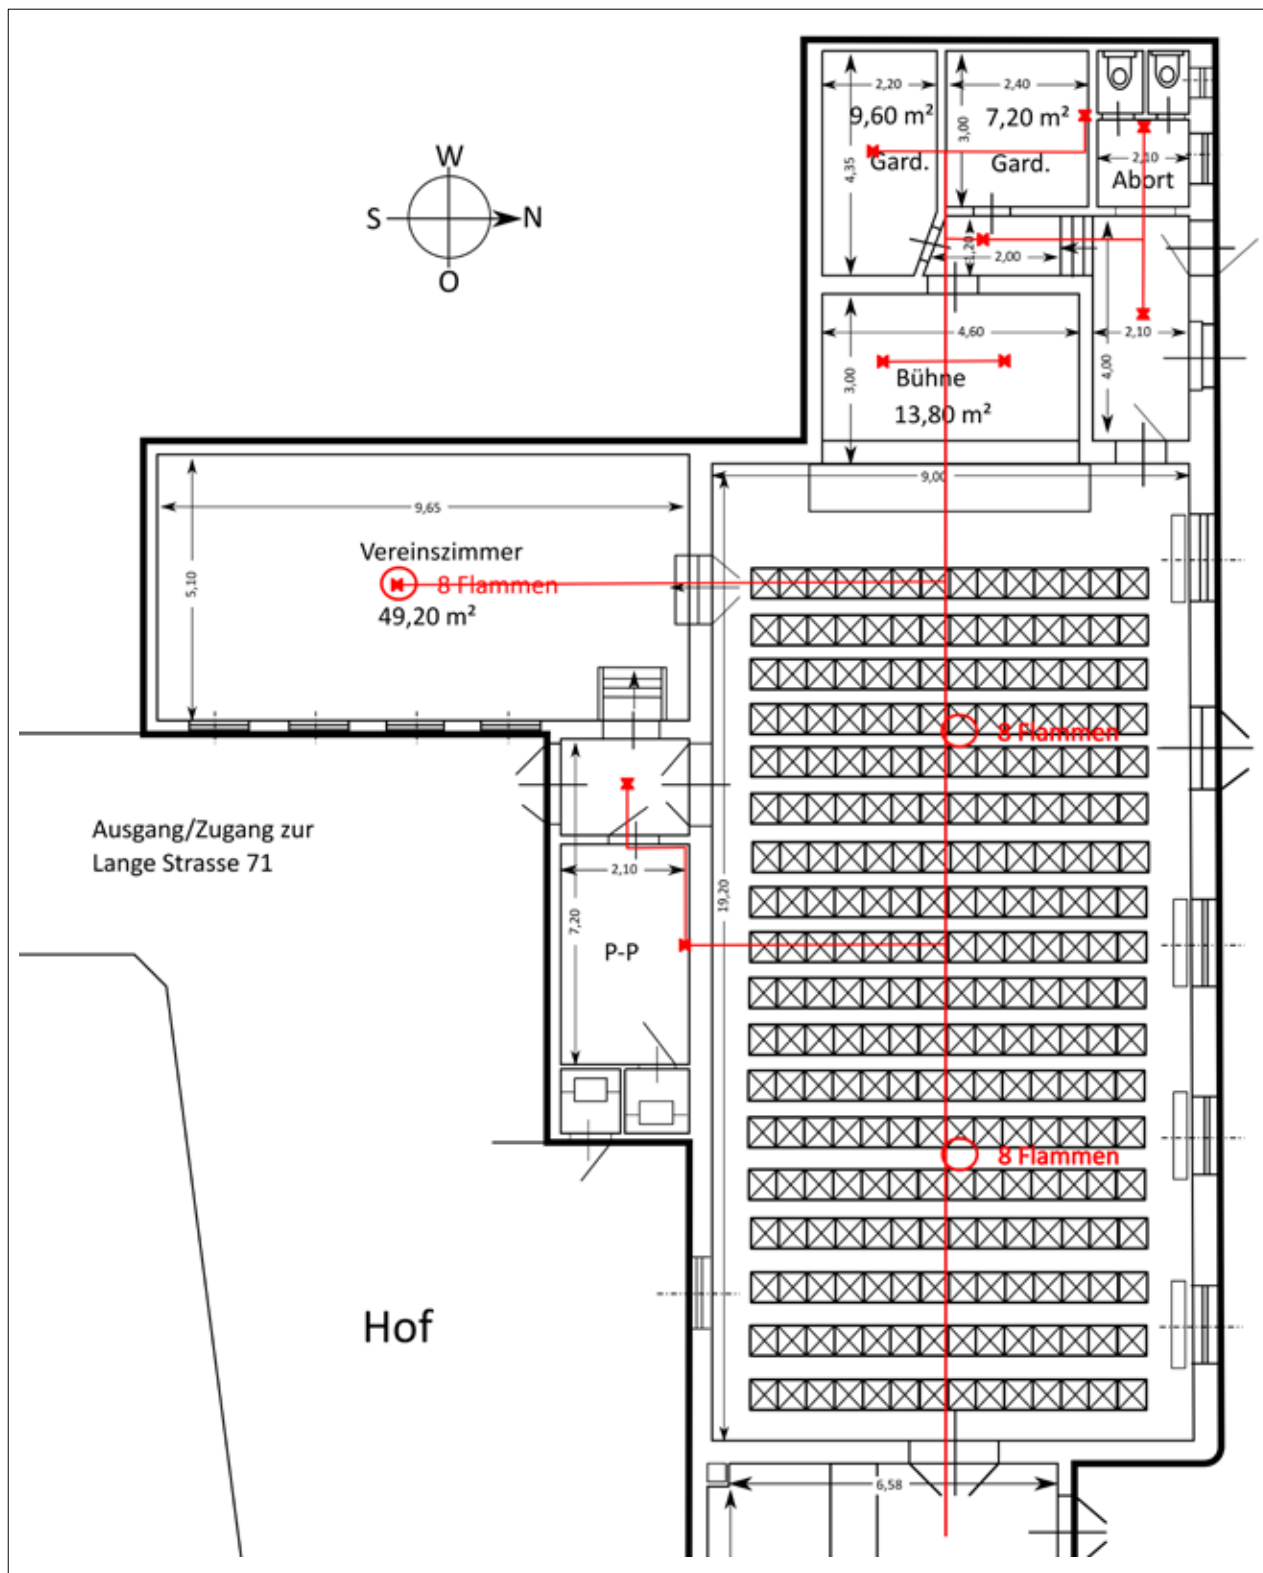 W
S
N
O
2,20
2,40
9,60 m²
7,20 m²
4,35
3,00
Gard.
Gard.
2,10
Abort
1,20
2,00
4,60
2,10
3,00
4,00
Bühne
13,80 m²
9,00
9,65
Vereinszimmer
5,10
8 Flammen
49,20 m²
8 Flammen
Ausgang/Zugang zur
Lange Strasse 71
2,10
19,20
7,20
P-P
8 Flammen
Hof
6,58